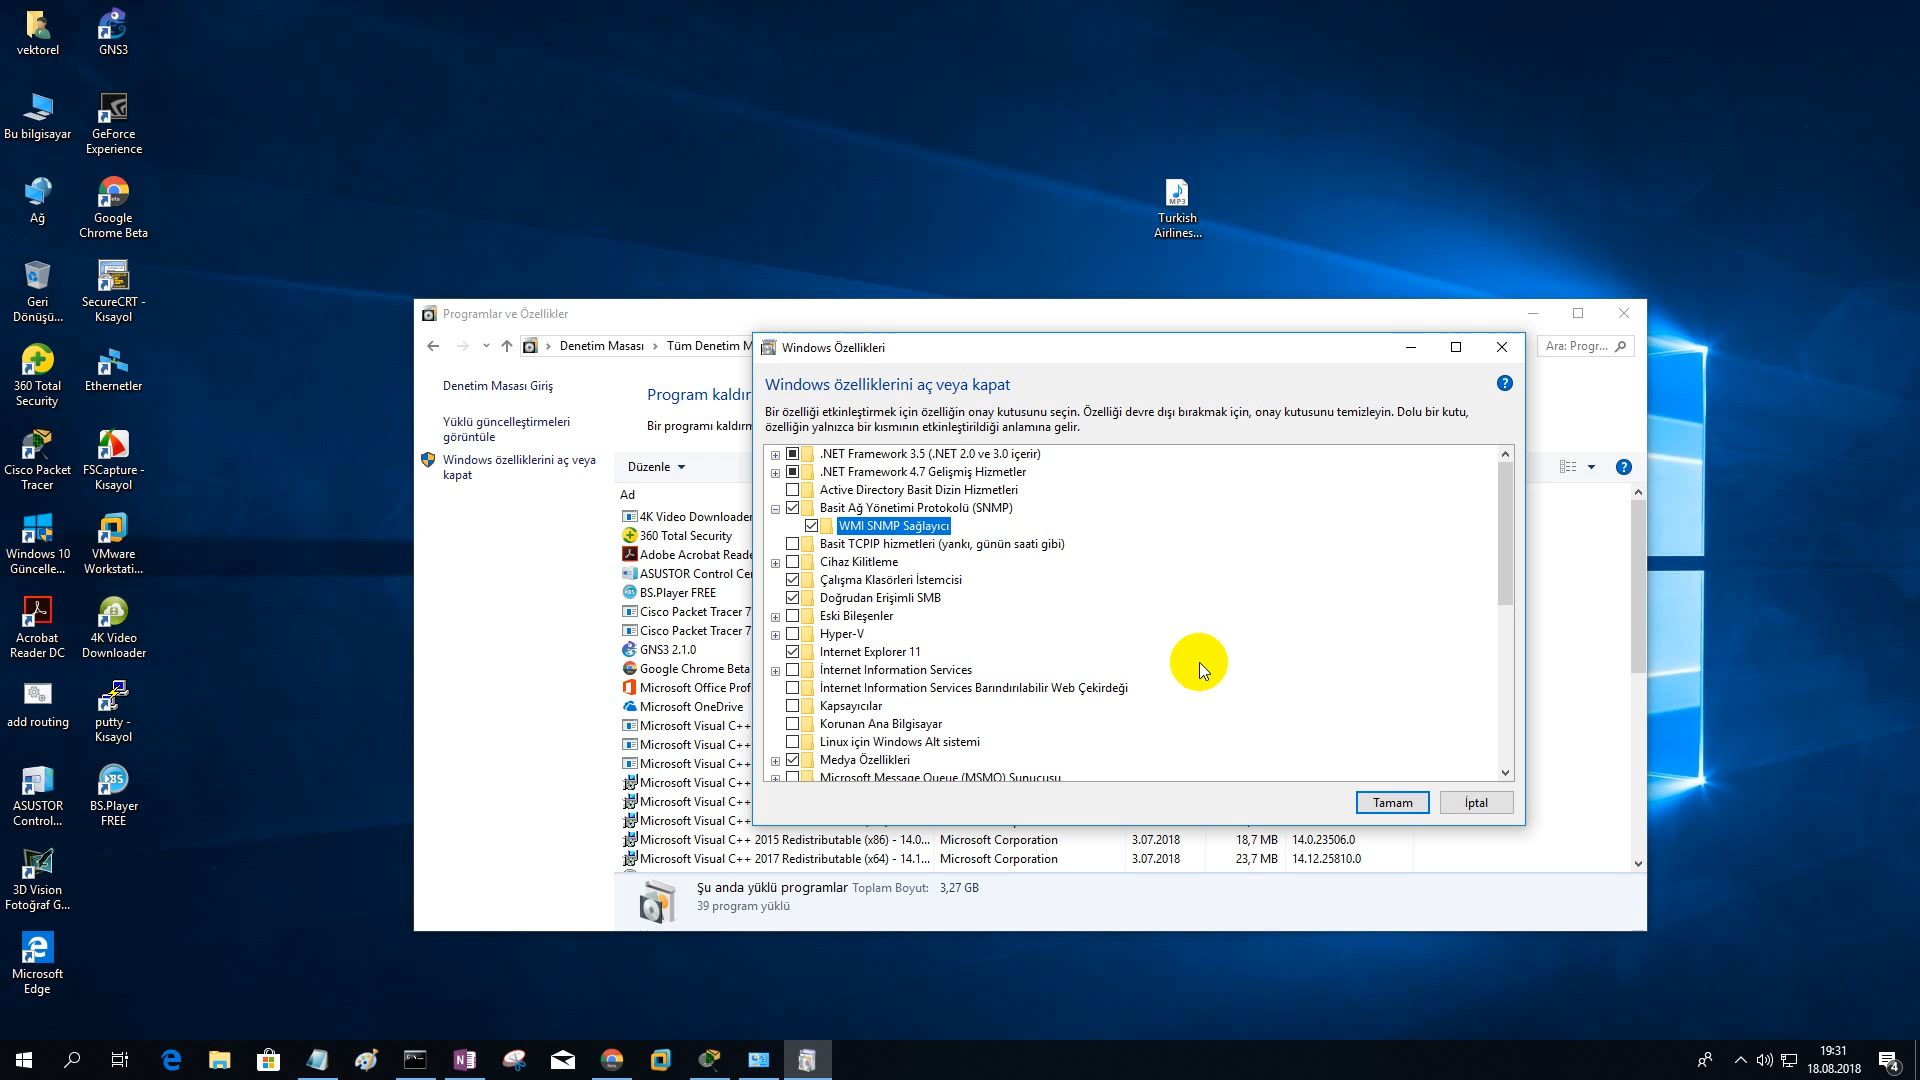 vektorel
GNS3
Bu bilgisayar
GeForce
Experience
Ağ
Google
Chrome Beta
Geri
Dönüşü...
SecureCRT -
Kısayol
360 Total
Security
Ethernetler
Cisco Packet
Tracer
FSCapture -
Kısayol
Windows 10
Güncelle...
VMware
Workstati...
Acrobat
Reader DC
4K Video
Downloader
add routing
putty -
Kısayol
ASUSTOR
Control...
BS.Player
FREE
3D Vision
Fotoğraf G...
Microsoft
Edge
MP3
Turkish
Airlines...
Programlar ve Özellikler
Denetim Masası
Tüm Denetim M
Ara: Progr...
Denetim Masası Giriş
Yüklü güncelleştirmeleri
görüntüle
Windows özelliklerini aç veya
kapat
Program kaldır
Bir programı kaldırm
Düzenle
Ad
4K Video Downloader
360 Total Security
Adobe Acrobat Reade
ASUSTOR Control Cen
BS.Player FREE
Cisco Packet Tracer 7
Cisco Packet Tracer 7
GNS3 2.1.0
Google Chrome Beta
Microsoft Office Prof
Microsoft OneDrive
Microsoft Visual C++
Microsoft Visual C++
Microsoft Visual C++
Microsoft Visual C++
Microsoft Visual C++
Microsoft Visual C++
Microsoft Visual C++ 2015 Redistributable (x86) - 14.0... Microsoft Corporation 3.07.2018 18,7 MB 14.0.23506.0
Microsoft Visual C++ 2017 Redistributable (x64) - 14.1... Microsoft Corporation 3.07.2018 23,7 MB 14.12.25810.0
Şu anda yüklü programlar Toplam Boyut: 3,27 GB
39 program yüklü
Windows Özellikleri
Windows özelliklerini aç veya kapat
Bir özelliği etkinleştirmek için özelliğin onay kutusunu seçin. Özelliği devre dışı bırakmak için, onay kutusunu temizleyin. Dolu bir kutu,
özelliğin yalnızca bir kısmının etkinleştirildiği anlamına gelir.
.NET Framework 3.5 (.NET 2.0 ve 3.0 içerir)
.NET Framework 4.7 Gelişmiş Hizmetler
Active Directory Basit Dizin Hizmetleri
Basit Ağ Yönetimi Protokolü (SNMP)
WMI SNMP Sağlayıcı
Basit TCPIP hizmetleri (yankı, günün saati gibi)
Cihaz Kilitleme
Çalışma Klasörleri İstemcisi
Doğrudan Erişimli SMB
Eski Bileşenler
Hyper-V
Internet Explorer 11
İnternet Information Services
İnternet Information Services Barındırılabilir Web Çekirdeği
Kapsayıcılar
Korunan Ana Bilgisayar
Linux için Windows Alt sistemi
Medya Özellikleri
Microsoft Message Queue (MSMQ) Sunucusu
Tamam
İptal
19:31
18.08.2018
4